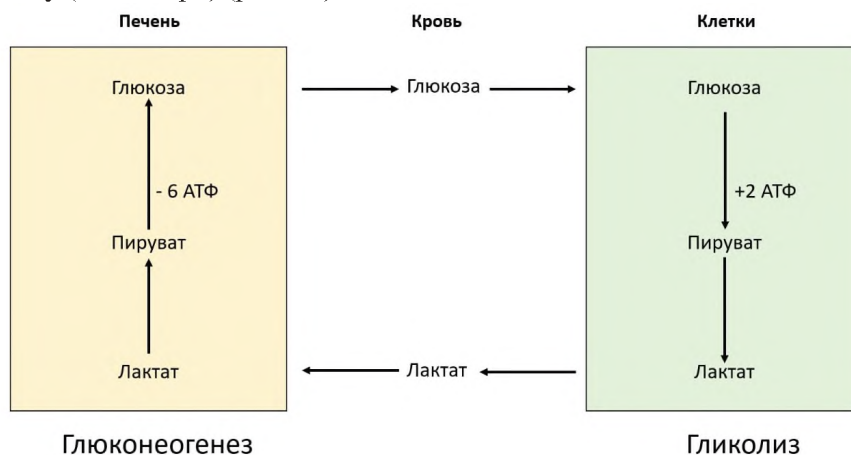 Печень Кровь Клетки
Глюкоза Глюкоза Глюкоза
- 6 АТФ +2 АТФ
Пируват Пируват
Лактат Лактат Лактат
Глюконеогенез Гликолиз